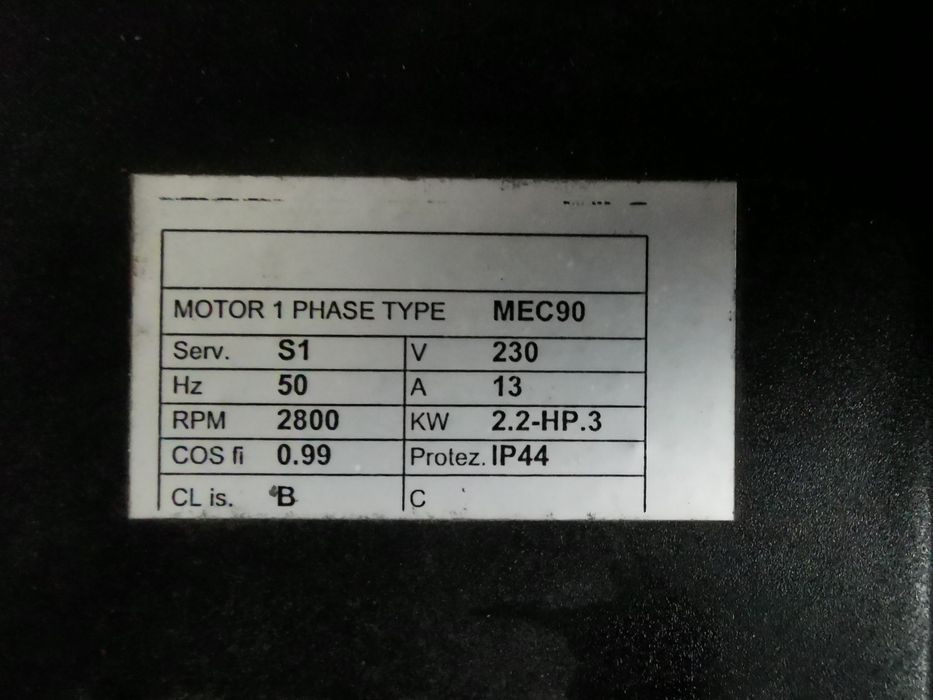 MOTOR 1 PHASE TYPE MEC90
Serv. S1 V 230
Hz 50 A 13
RPM 2800 KW 2.2-HP.3
COS fi 0.99 Protez. IP44
CL is. B C